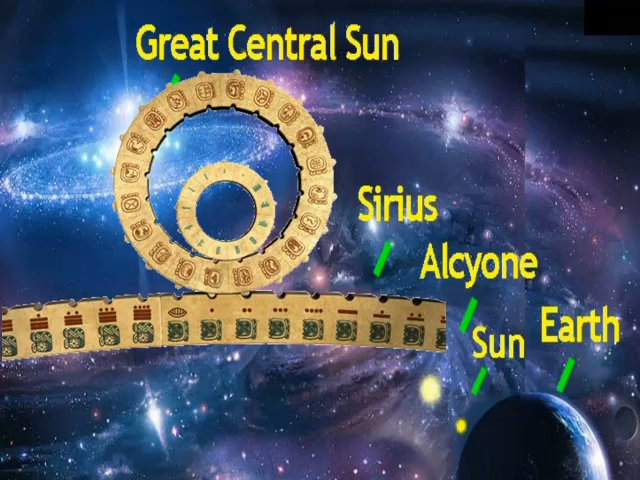 Great Central Sun
Sirius
Alcyone
Sun
Earth